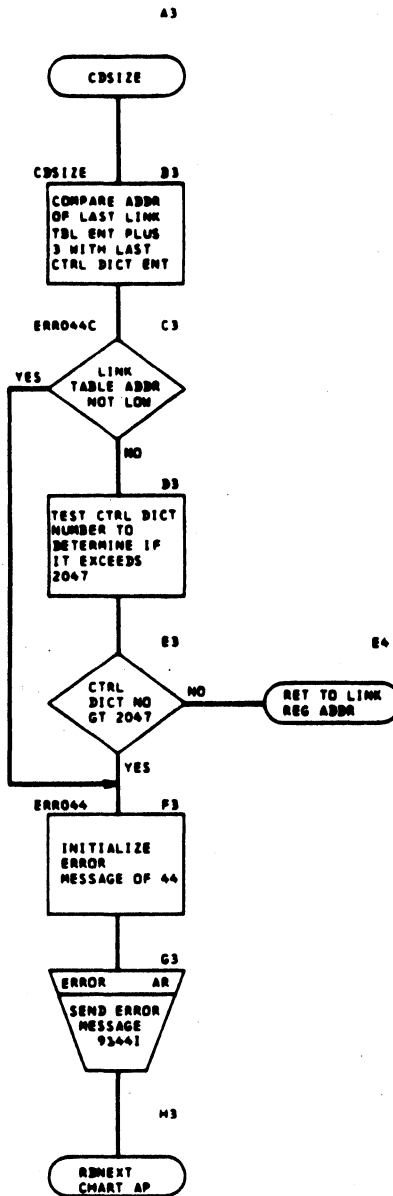 A3
CDSIZE
CDSIZE B3
COMPARE ADDR
OF LAST LINK
TBL ENT PLUS
3 WITH LAST
CTRL DICT ENT
ERR044C C3
YES
LINK
TABLE ADDR
NOT LOW
NO
D3
TEST CTRL DICT
NUMBER TO
DETERMINE IF
IT EXCEEDS
2047
E3 E4
CTRL
DICT NO
GT 2047
NO
RET TO LINK
REG ADDR
YES
ERR044 F3
INITIALIZE
ERROR
MESSAGE OF 44
G3
ERROR AR
SEND ERROR
MESSAGE
9344I
H3
RDNEXT
CHART AP